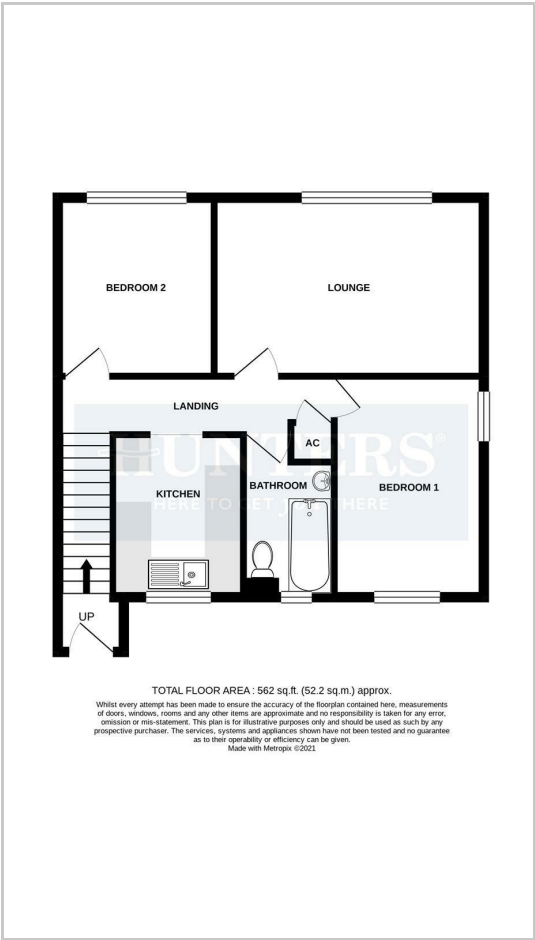 BEDROOM 2
LOUNGE
LANDING
HUNTERS®
AC
KITCHEN
BATHROOM
BEDROOM 1
HERE TO GET YOU THERE
UP
TOTAL FLOOR AREA : 562 sq.ft. (52.2 sq.m.) approx.
Whilst every attempt has been made to ensure the accuracy of the floorplan contained here, measurements
of doors, windows, rooms and any other items are approximate and no responsibility is taken for any error,
omission or mis-statement. This plan is for illustrative purposes only and should be used as such by any
prospective purchaser. The services, systems and appliances shown have not been tested and no guarantee
as to their operability or efficiency can be given.
Made with Metropix ©2021